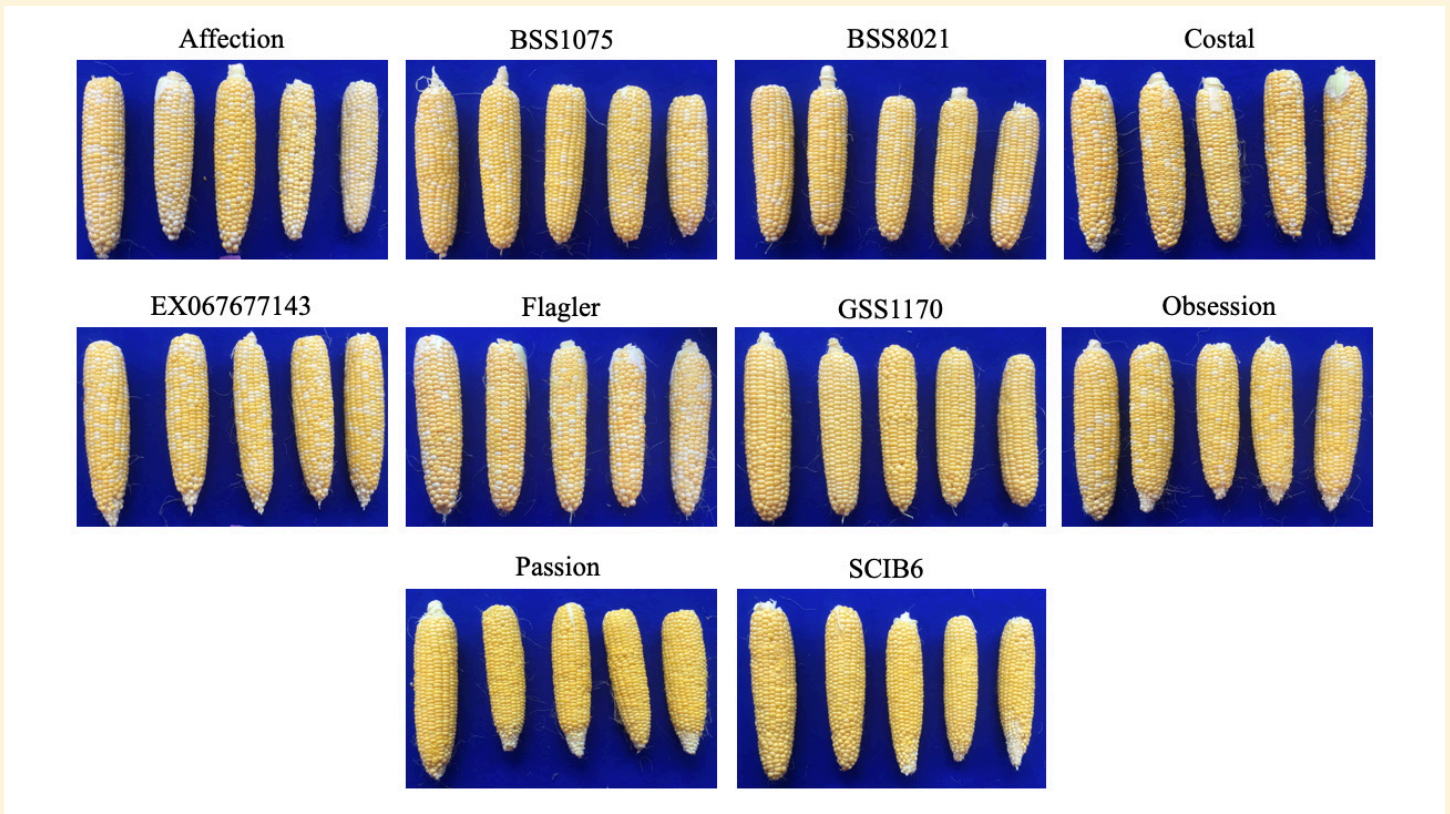 Affection
BSS1075
BSS8021
Costal
EX067677143
Flagler
GSS1170
Obsession
Passion
SCIB6